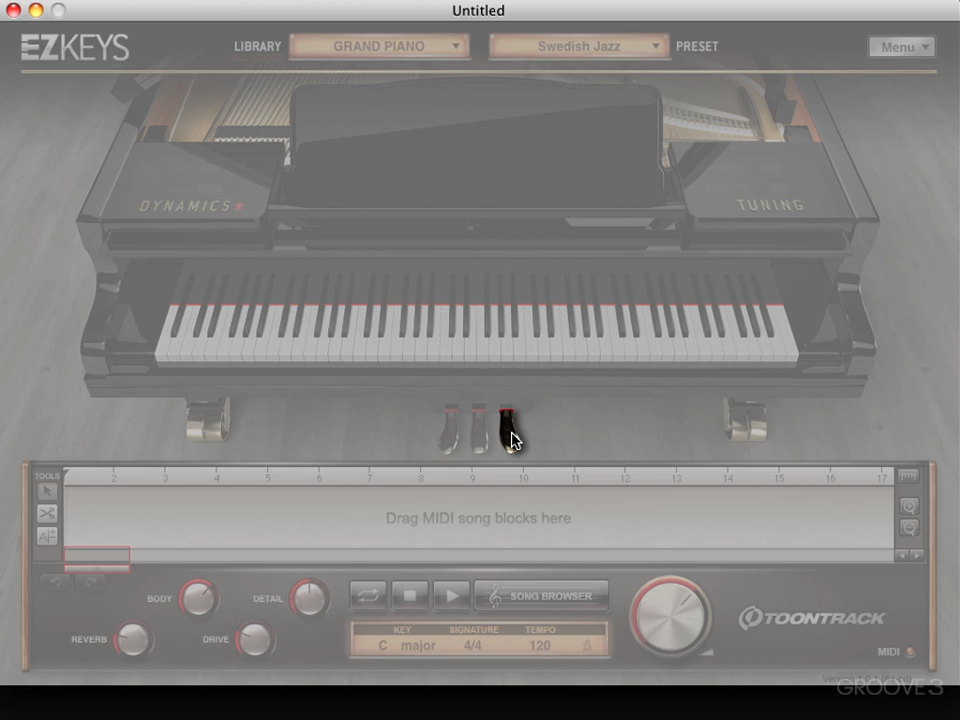 Untitled
EZKEYS
LIBRARY GRAND PIANO Swedish Jazz PRESET Menu
DYNAMICS TUNING
TOOLS
2 3 4 5 6 7 8 9 10 11 12 13 14 15 16 17
Drag MIDI song blocks here
BODY DETAIL SONG BROWSER
REVERB DRIVE
KEY SIGNATURE TEMPO
C major 4/4 120
TOONTRACK
MIDI
GROOVE 3